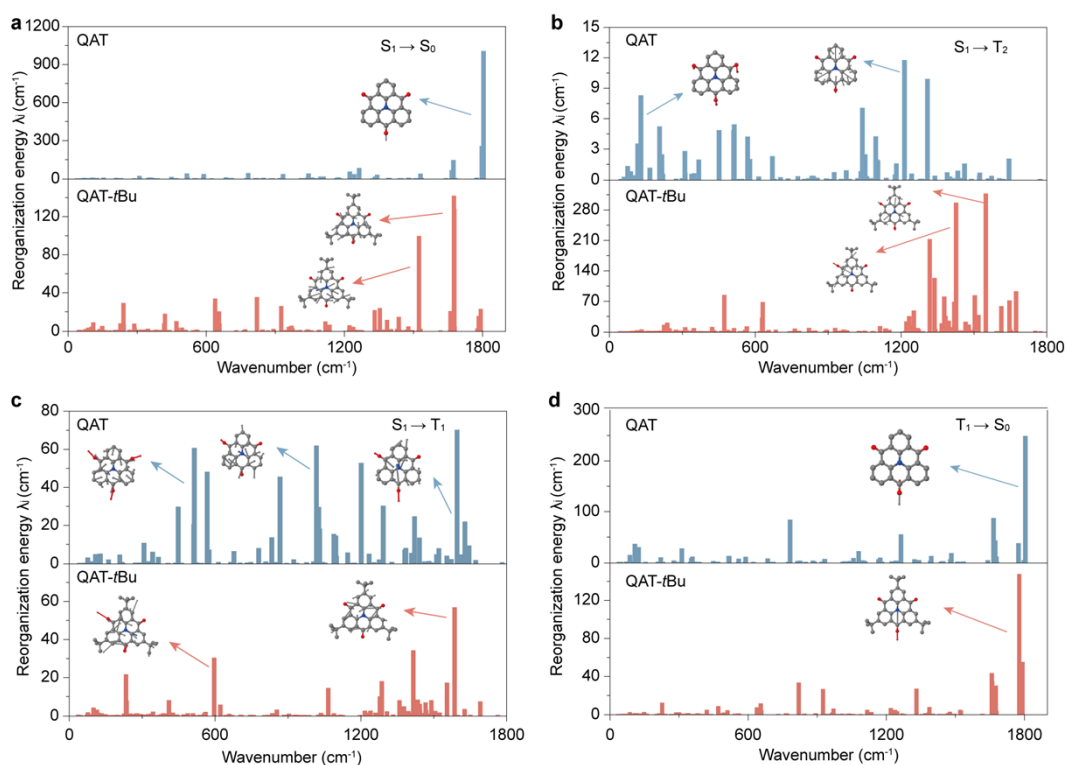 a
QAT
S₁ → S₀
1200
900
600
300
0
QAT-tBu
120
80
40
0
Reorganization energy λi (cm⁻¹)
0 600 1200 1800
Wavenumber (cm⁻¹)
b
QAT
S₁ → T₂
15
12
9
6
3
0
QAT-tBu
280
210
140
70
0
Reorganization energy λi (cm⁻¹)
0 600 1200 1800
Wavenumber (cm⁻¹)
c
QAT
S₁ → T₁
80
60
40
20
0
QAT-tBu
60
40
20
0
Reorganization energy λi (cm⁻¹)
0 600 1200 1800
Wavenumber (cm⁻¹)
d
QAT
T₁ → S₀
300
200
100
0
QAT-tBu
120
80
40
0
Reorganization energy λi (cm⁻¹)
0 600 1200 1800
Wavenumber (cm⁻¹)